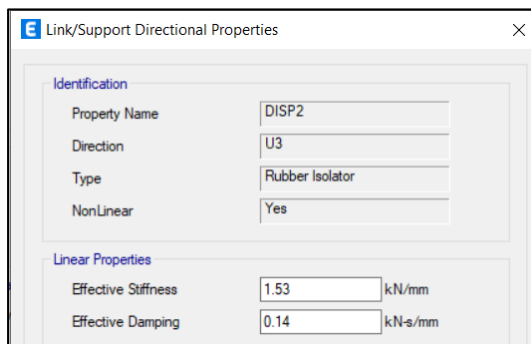 E Link/Support Directional Properties
Identification
Property Name DISP2
Direction U3
Type Rubber Isolator
NonLinear Yes
Linear Properties
Effective Stiffness 1.53 kN/mm
Effective Damping 0.14 kN-s/mm